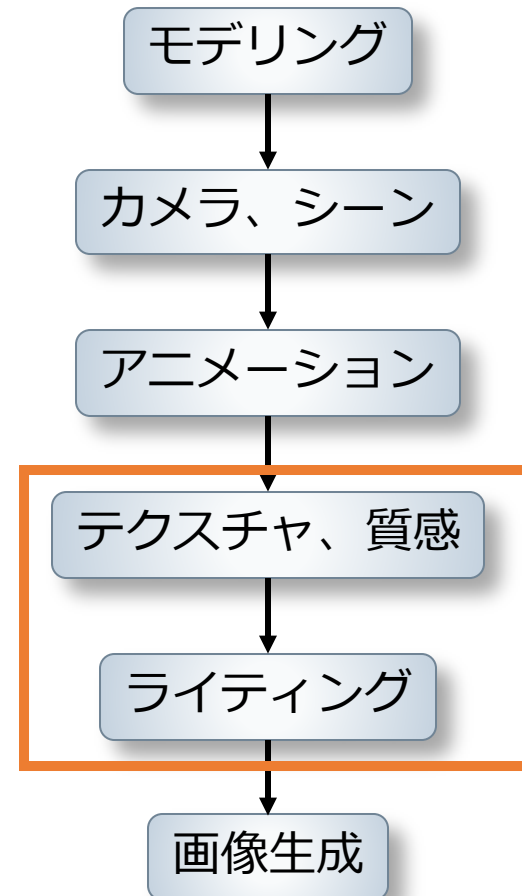 モデリング
カメラ、シーン
アニメーション
テクスチャ、質感
ライティング
画像生成